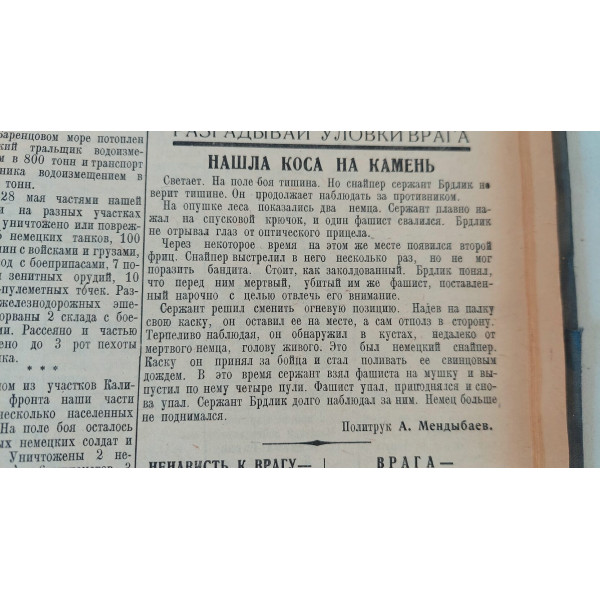 Баренцовом море потоплен
тральщик водоизме-
в 800 тонн и транспорт
водоизмещением в
тонн.
28 мая частями нашей
на разных участках
уничтожено или повреж-
немецких танков, 100
с войсками и грузами,
с боеприпасами, 7 по-
зенитных орудий, 10
пулеметных точек. Раз-
железнодорожных эше-
2 склада с бое-
Рассеяно и частью
до 3 рот пехоты
* * *
из участков Кали-
фронта наши части
несколько населенных
На поле боя осталось
немецких солдат и
Уничтожены 2 не-
РАЗГАДЫВАЙ УЛОВКИ ВРАГА
НАШЛА КОСА НА КАМЕНЬ
Светает. На поле боя тишина. Но снайпер сержант Брдлик не
верит тишине. Он продолжает наблюдать за противником.
На опушке леса показались два немца. Сержант плавно на-
жал на спусковой крючок, и один фашист свалился. Брдлик
не отрывал глаз от оптического прицела.
Через некоторое время на этом же месте появился второй
фриц. Снайпер выстрелил в него несколько раз, но не мог
поразить бандита. Стоит, как заколдованный. Брдлик понял,
что перед ним мертвый, убитый им же фашист, поставлен-
ный нарочно с целью отвлечь его внимание.
Сержант решил сменить огневую позицию. Надев на палку
свою каску, он оставил ее на месте, а сам отполз в сторону.
Терпеливо наблюдая, он обнаружил в кустах, недалеко от
мертвого немца, голову живого. Это был немецкий снайпер.
Каску он принял за бойца и стал поливать ее свинцовым
дождем. В это время сержант взял фашиста на мушку и вы-
пустил по нему четыре пули. Фашист упал, приподнялся и сно-
ва упал. Сержант Брдлик долго наблюдал за ним. Немец больше
не поднимался.
Политрук А. Мендыбаев.
НЕНАВИСТЬ К ВРАГУ—
ВРАГА—